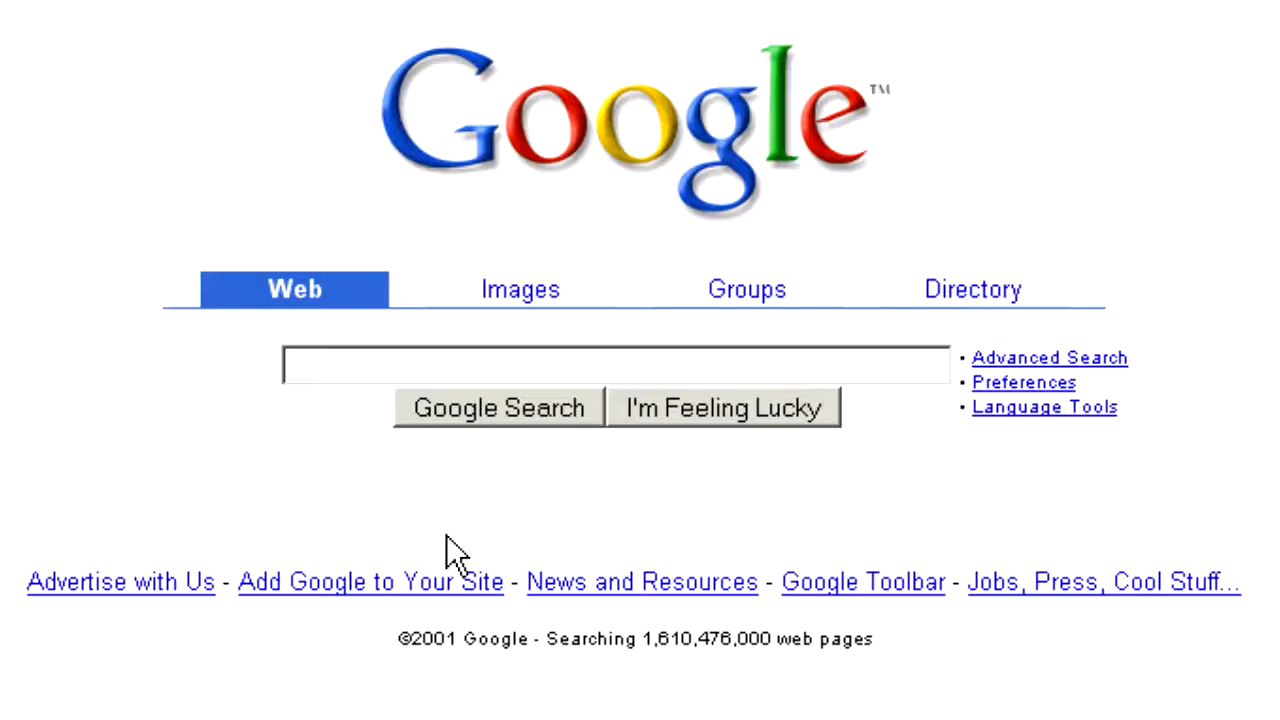 Google™
Web Images Groups Directory
• Advanced Search
• Preferences
• Language Tools
Google Search I'm Feeling Lucky
Advertise with Us - Add Google to Your Site - News and Resources - Google Toolbar - Jobs, Press, Cool Stuff...
©2001 Google - Searching 1,610,476,000 web pages